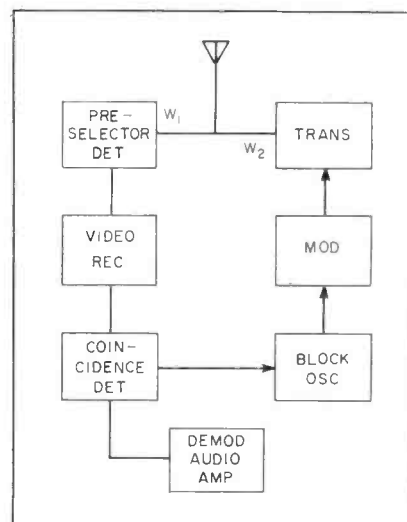 PRE-
SELECTOR
DET
W₁
W₂
TRANS
VIDEO
REC
MOD
COIN-
CIDENCE
DET
BLOCK
OSC
DEMOD
AUDIO
AMP